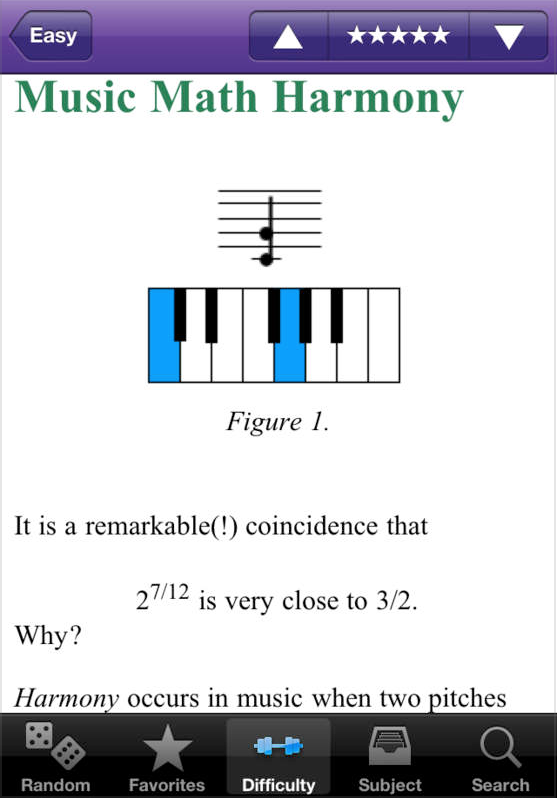 Easy
★★★★★
Music Math Harmony
Figure 1.
It is a remarkable(!) coincidence that
2^{7/12} is very close to 3/2.
Why?
Harmony occurs in music when two pitches
Random Favorites Difficulty Subject Search